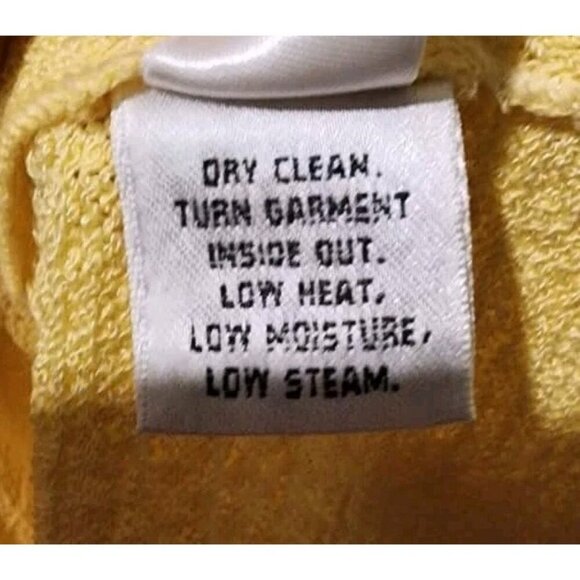 DRY CLEAN.
TURN GARMENT
INSIDE OUT.
LOW HEAT,
LOW MOISTURE,
LOW STEAM.